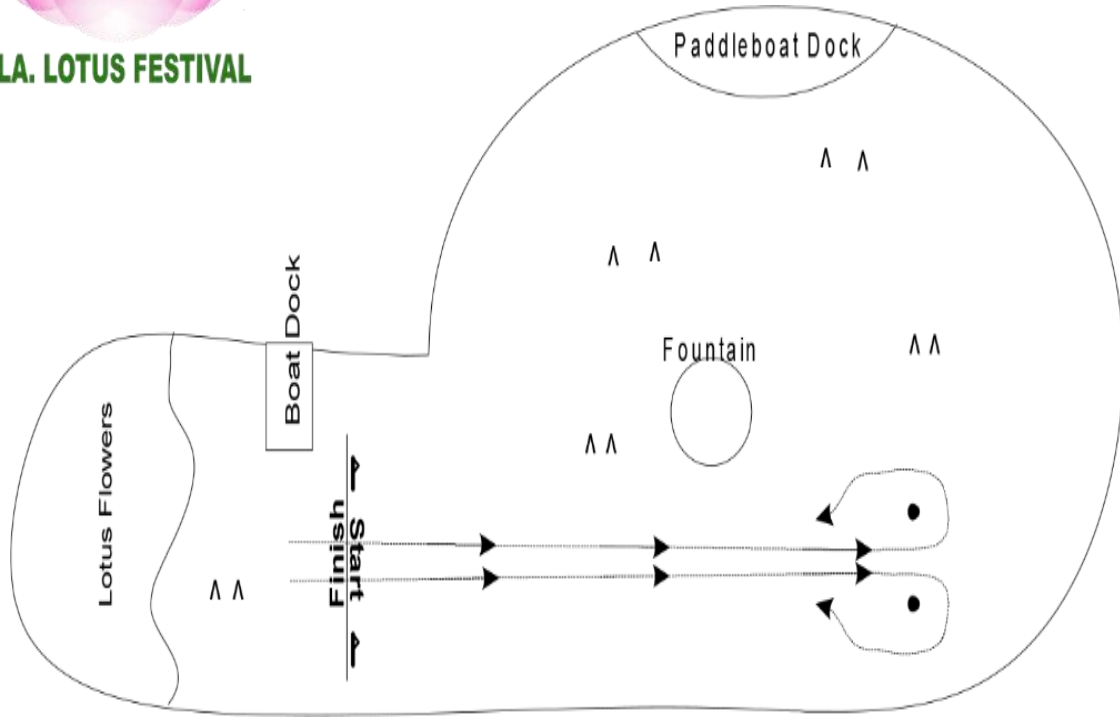 LA. LOTUS FESTIVAL
Paddleboat Dock
Boat Dock
Fountain
Lotus Flowers
Finish
Start